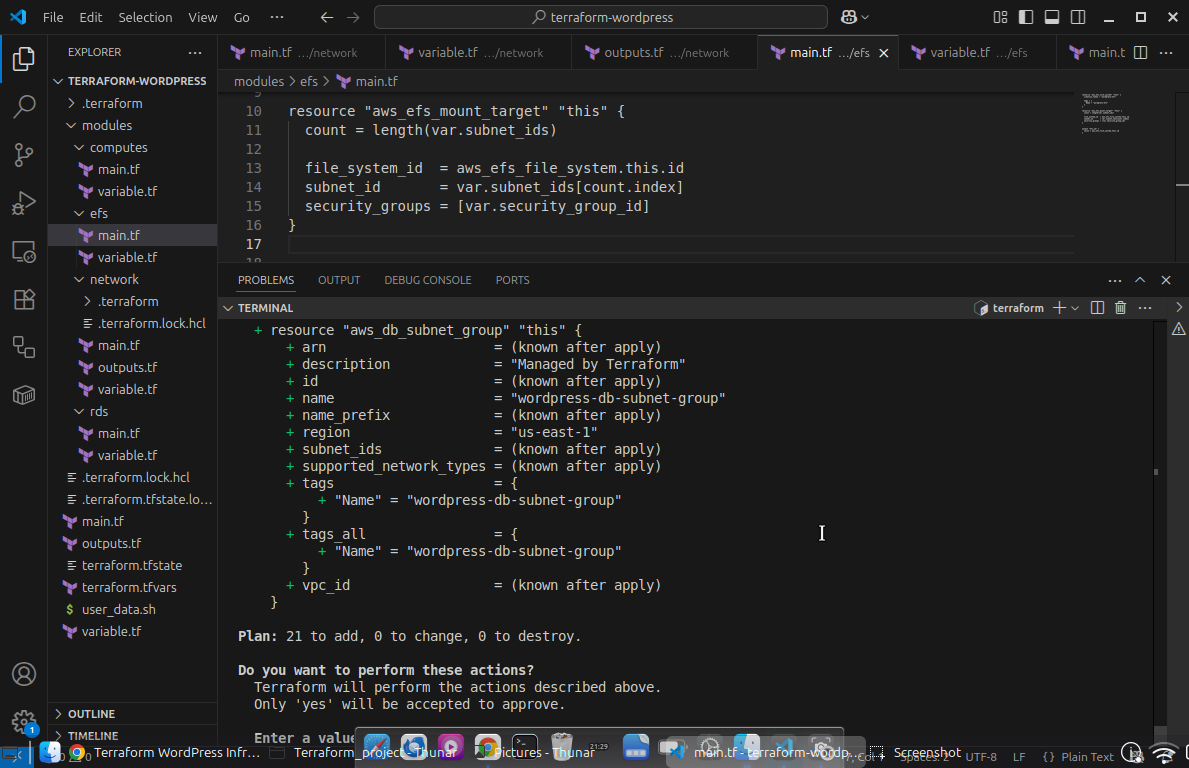 File Edit Selection View Go ··· terraform-wordpress
EXPLORER ···
main.tf .../network variable.tf .../network outputs.tf .../network main.tf .../efs variable.tf .../efs main.t ···
modules > efs > main.tf
TERRAFORM-WORDPRESS
.terraform
modules
computes
main.tf
variable.tf
efs
main.tf
variable.tf
network
.terraform
.terraform.lock.hcl
main.tf
outputs.tf
variable.tf
rds
main.tf
variable.tf
.terraform.lock.hcl
.terraform.tfstate.lo...
main.tf
outputs.tf
terraform.tfstate
terraform.tfvars
$ user_data.sh
variable.tf
OUTLINE
TIMELINE
1
9
10 resource "aws_efs_mount_target" "this" {
11 count = length(var.subnet_ids)
12
13 file_system_id = aws_efs_file_system.this.id
14 subnet_id = var.subnet_ids[count.index]
15 security_groups = [var.security_group_id]
16 }
17
18
PROBLEMS OUTPUT DEBUG CONSOLE PORTS ···
TERMINAL terraform ···
+ resource "aws_db_subnet_group" "this" {
+ arn = (known after apply)
+ description = "Managed by Terraform"
+ id = (known after apply)
+ name = "wordpress-db-subnet-group"
+ name_prefix = (known after apply)
+ region = "us-east-1"
+ subnet_ids = (known after apply)
+ supported_network_types = (known after apply)
+ tags = {
+ "Name" = "wordpress-db-subnet-group"
}
+ tags_all = {
+ "Name" = "wordpress-db-subnet-group"
}
+ vpc_id = (known after apply)
}
Plan: 21 to add, 0 to change, 0 to destroy.
Do you want to perform these actions?
Terraform will perform the actions described above.
Only 'yes' will be accepted to approve.
Enter a value
Terraform WordPress Infr... Terraform_project - Thunar Pictures - Thunar 21:29 main.tf - terraform-wordp... Screenshot
Spaces: 2 UTF-8 LF {} Plain Text